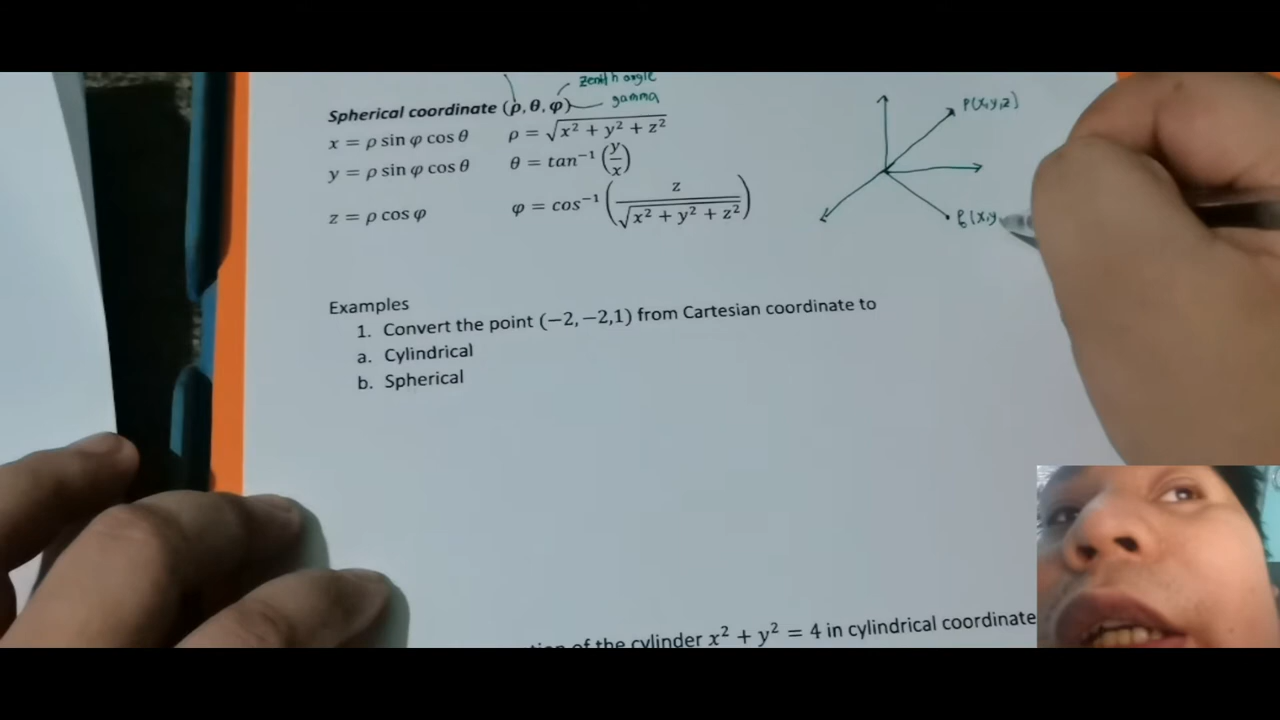 zenith angle
Spherical coordinate (ρ, θ, φ) gamma
x = ρ sin φ cos θ ρ = √(x² + y² + z²)
y = ρ sin φ cos θ θ = tan⁻¹ (y/x)
z = ρ cos φ φ = cos⁻¹ (z/√(x² + y² + z²))
P(x,y,z)
(x,y
Examples
1. Convert the point (−2,−2,1) from Cartesian coordinate to
a. Cylindrical
b. Spherical
of the cylinder x² + y² = 4 in cylindrical coordinate